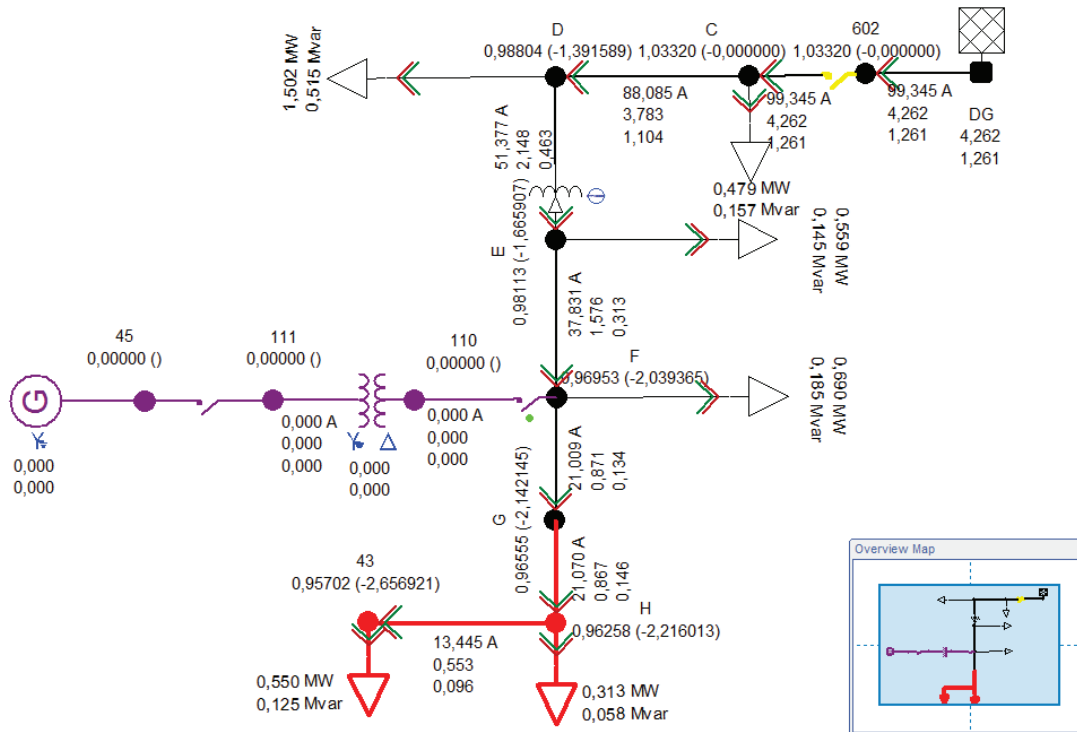 D
C
602
0,98804 (-1,391589)
1,03320 (-0,000000)
1,03320 (-0,000000)
1,502 MW
0,515 Mvar
88,085 A
3,783
1,104
99,345 A
4,262
1,261
99,345 A
4,262
1,261
DG
4,262
1,261
51,377 A
2,148
0,463
0,479 MW
0,157 Mvar
E
0,98113 (-1,665907)
0,559 MW
0,145 Mvar
37,831 A
1,576
0,313
45
0,00000 ()
111
0,00000 ()
110
0,00000 ()
F
0,96953 (-2,039365)
G
0,000
0,000
0,000 A
0,000
0,000
0,000
0,000
0,000 A
0,000
0,000
0,690 MW
0,185 Mvar
21,009 A
0,871
0,134
G
0,96555 (-2,142145)
21,070 A
0,867
0,146
43
0,95702 (-2,656921)
H
0,96258 (-2,216013)
13,445 A
0,553
0,096
0,550 MW
0,125 Mvar
0,313 MW
0,058 Mvar
Overview Map